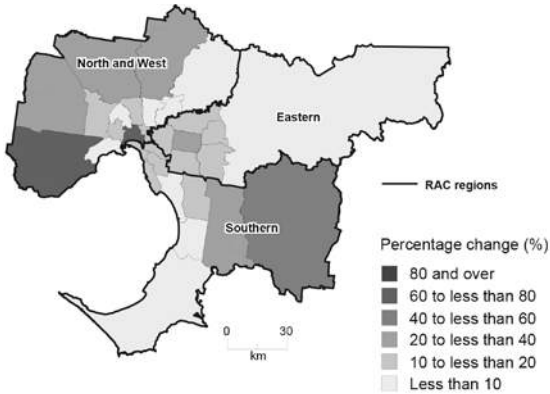 North and West
Eastern
Southern
RAC regions
Percentage change (%)
80 and over
60 to less than 80
40 to less than 60
20 to less than 40
10 to less than 20
Less than 10
0 30
km